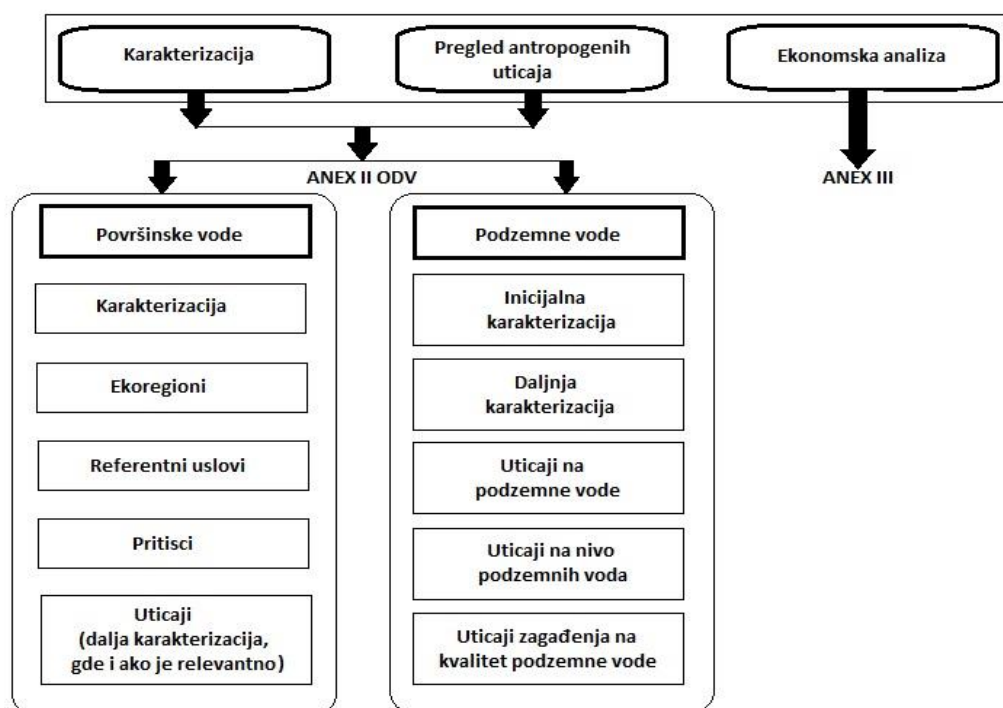 Karakterizacija
Pregled antropogenih
uticaja
Ekonomska analiza
ANEX II ODV
ANEX III
Površinske vode
Karakterizacija
Ekoregioni
Referentni uslovi
Pritisci
Uticaji
(dalja karakterizacija,
gde i ako je relevantno)
Podzemne vode
Inicijalna
karakterizacija
Daljnja
karakterizacija
Uticaji na
podzemne vode
Uticaji na nivo
podzemnih voda
Uticaji zagađenja na
kvalitet podzemne vode